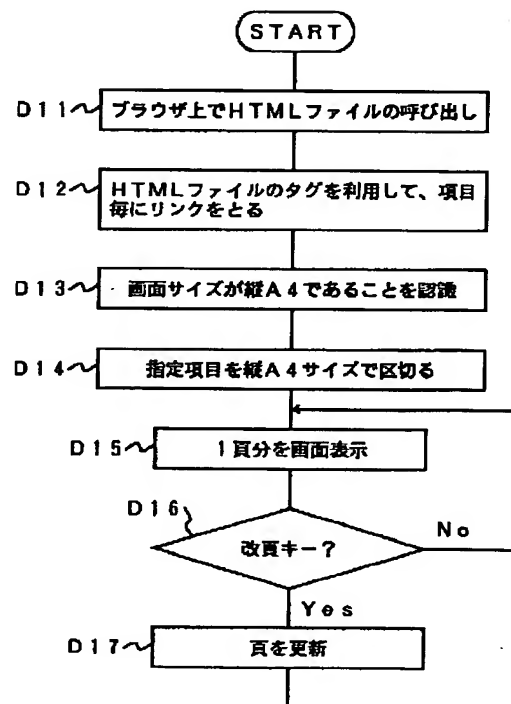 START
D11 ブラウザ上でHTMLファイルの呼び出し
D12 HTMLファイルのタグを利用して、項目
毎にリンクをとる
D13 画面サイズが縦A4であることを認識
D14 指定項目を縦A4サイズで区切る
D15 1頁分を画面表示
D16
改頁キー?
No
Yes
D17 頁を更新